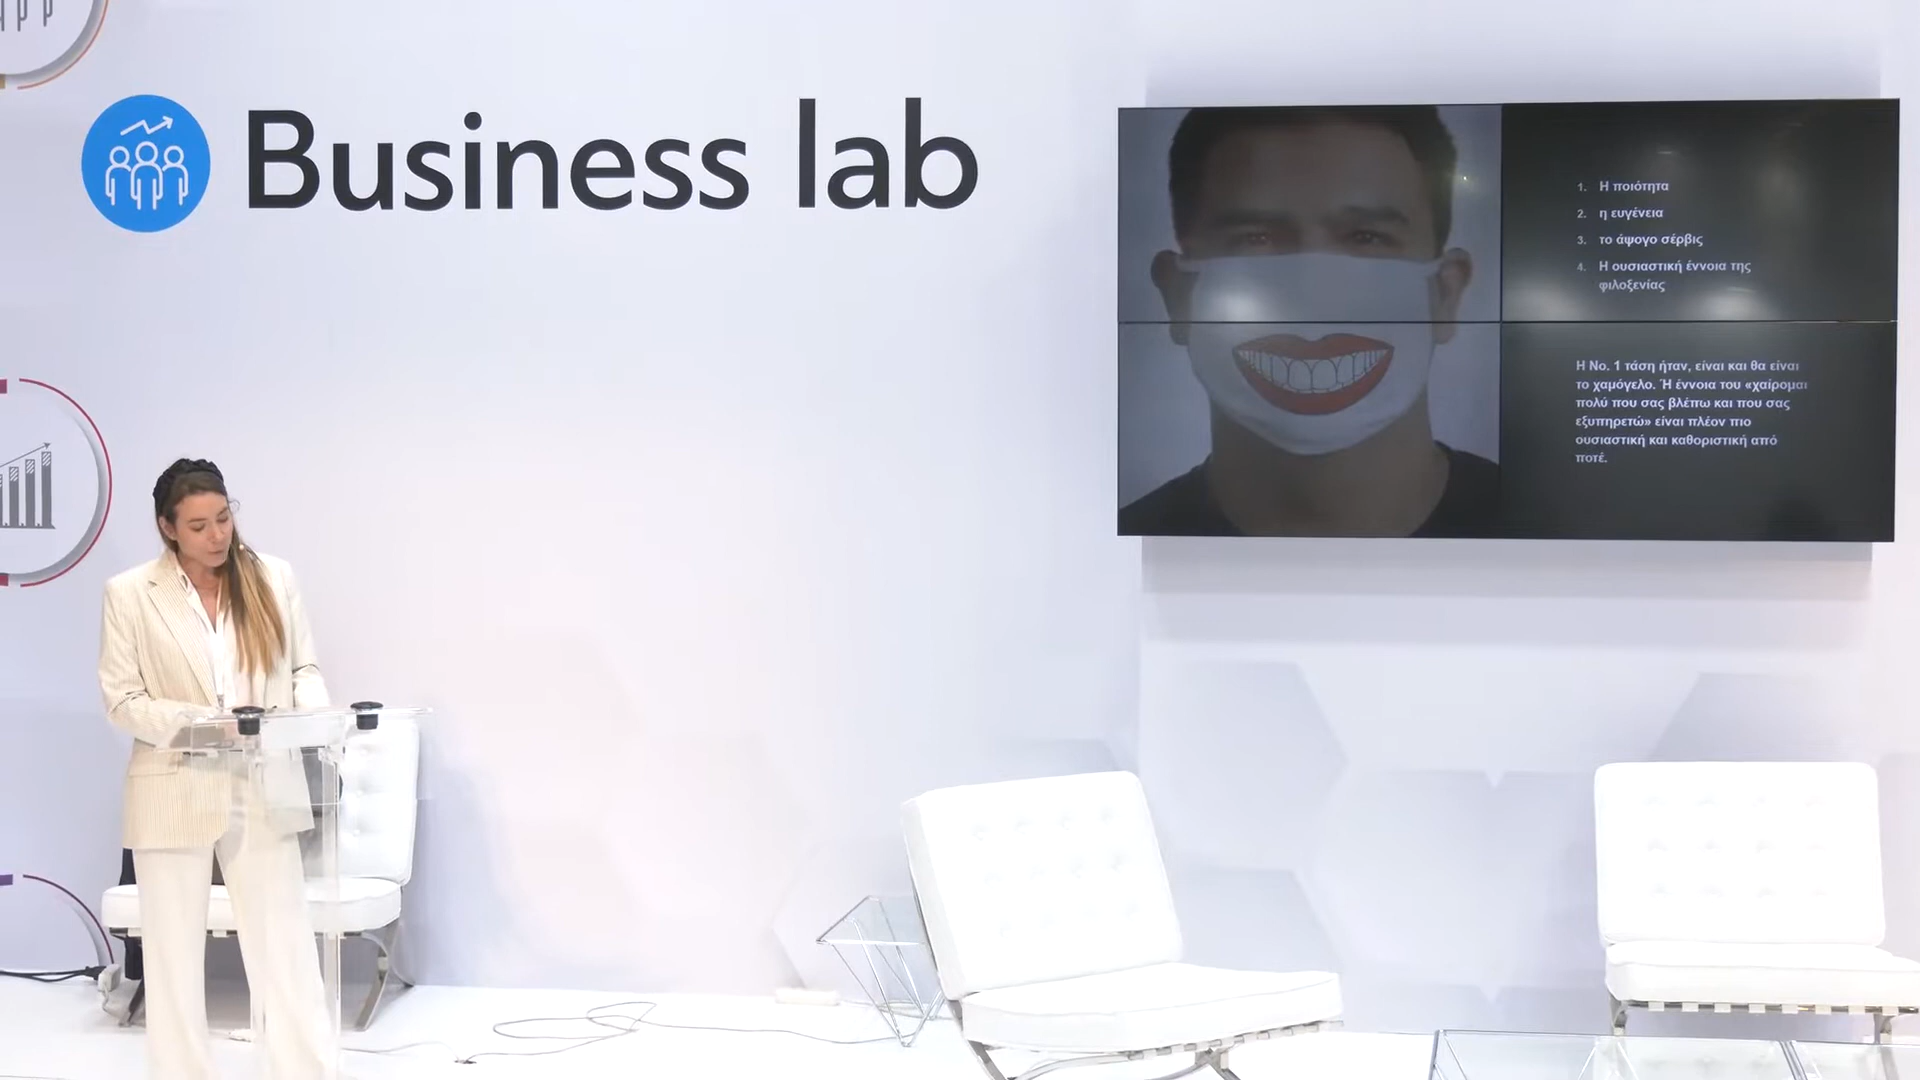 Business lab
1. Η ποιότητα
2. η ευγένεια
3. το άψογο σέρβις
4. Η ουσιαστική έννοια της
φιλοξενίας
Η Νο. 1 τάση ήταν, είναι και θα είναι
το χαμόγελο. Ή έννοια του «χαίρομαι
πολύ που σας βλέπω και που σας
εξυπηρετώ» είναι πλέον πιο
ουσιαστική και καθοριστική από
ποτέ.